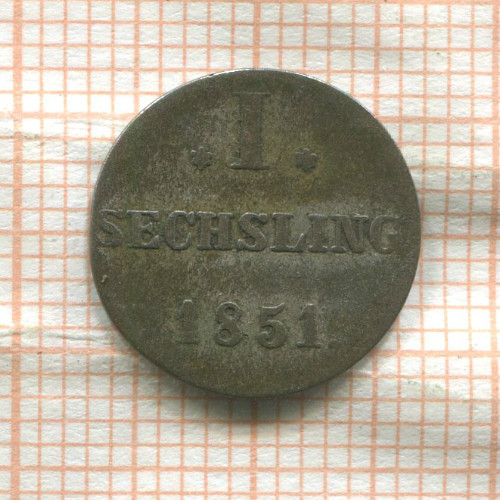 * I *
SECHSLING
1851